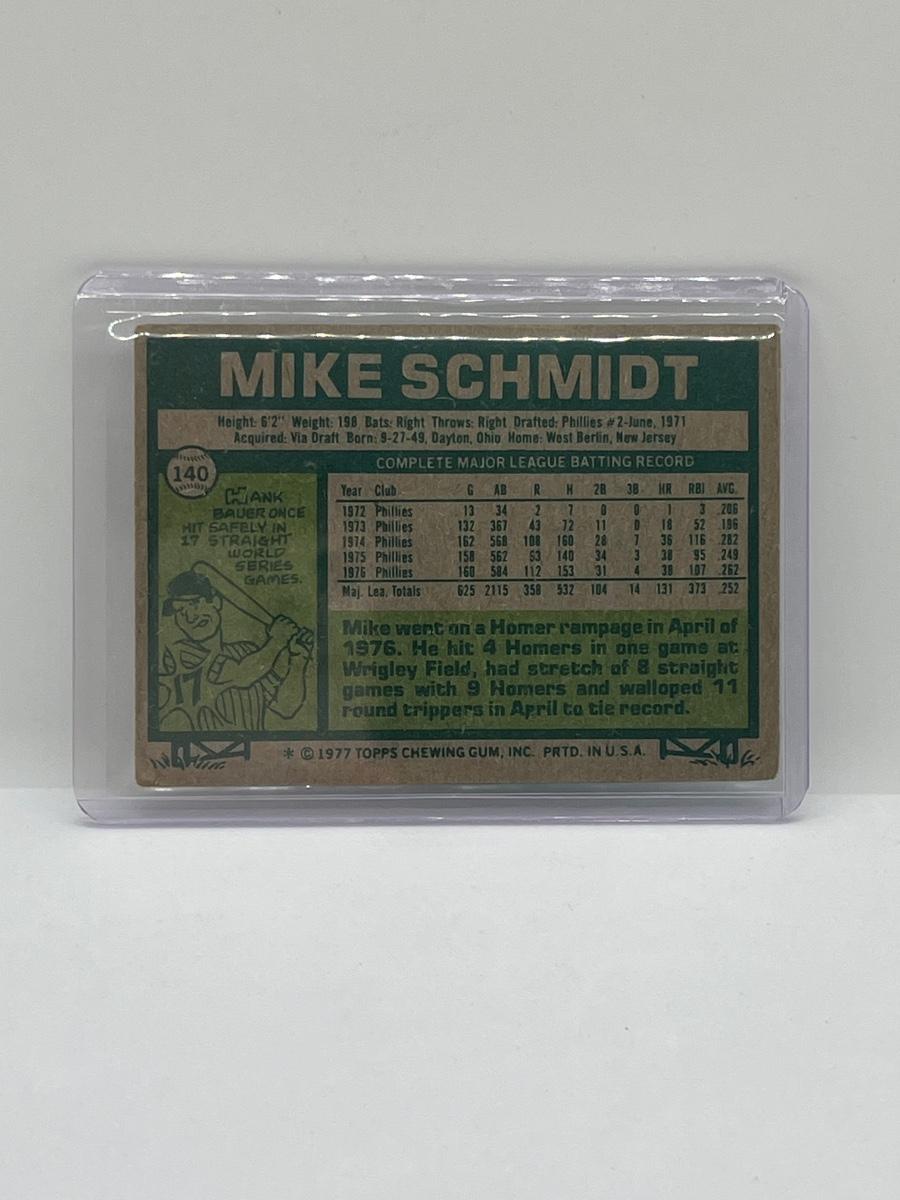 MIKE SCHMIDT
Height: 6'2" Weight: 198 Bats: Right Throws: Right Drafted: Phillies #2-June, 1971
Acquired: Via Draft Born: 9-27-49, Dayton, Ohio Home: West Berlin, New Jersey
140
HANK
BAUER ONCE
HIT SAFELY IN
17 STRAIGHT
WORLD
SERIES
GAMES.
17
COMPLETE MAJOR LEAGUE BATTING RECORD
Year Club G AB R H 2B 3B HR RBI AVG.
1972 Phillies 13 34 2 7 0 0 1 3 .206
1973 Phillies 132 367 43 72 11 0 18 52 .196
1974 Phillies 162 568 108 160 28 7 36 116 .282
1975 Phillies 158 562 93 140 34 3 38 95 .249
1976 Phillies 160 584 112 153 31 4 38 107 .262
Maj. Lea. Totals 625 2115 358 532 104 14 131 373 .252
Mike went on a Homer rampage in April of
1976. He hit 4 Homers in one game at
Wrigley Field, had stretch of 8 straight
games with 9 Homers and walloped 11
round trippers in April to tie record.
* © 1977 TOPPS CHEWING GUM, INC. PRTD. IN U.S.A.